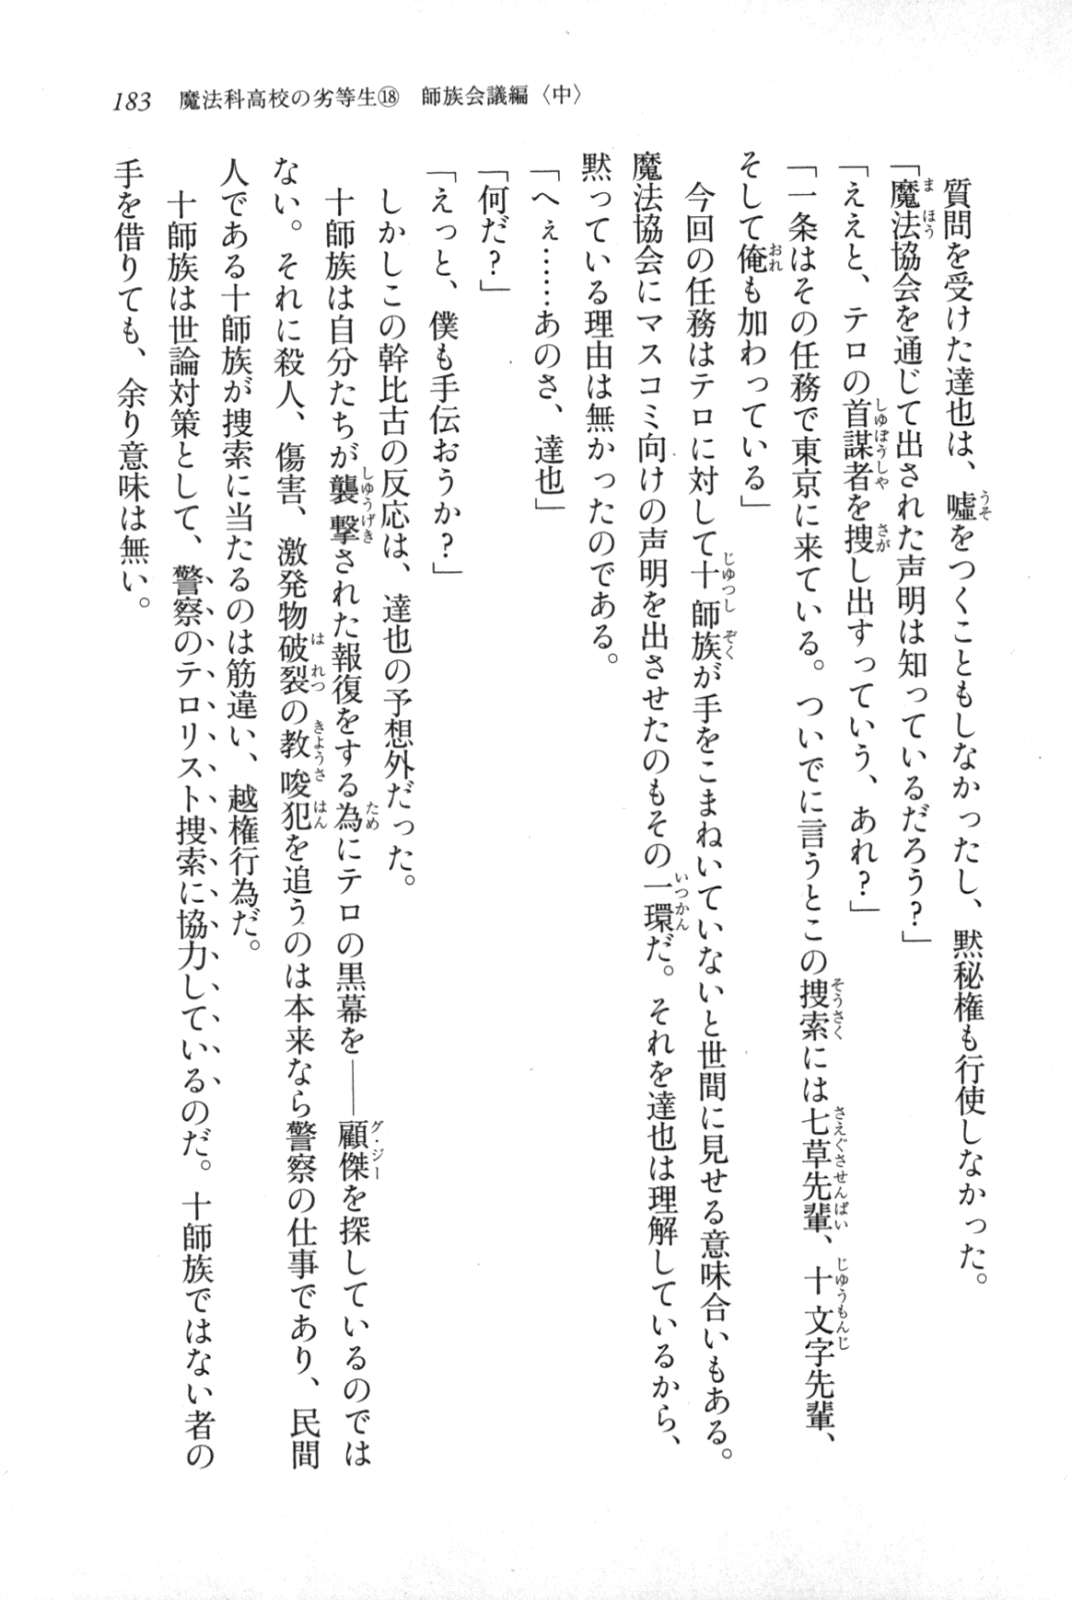 183　魔法科高校の劣等生⑱　師族会議編〈中〉
　質問を受けた達也は、嘘をつくこともしなかったし、黙秘権も行使しなかった。
「魔法協会を通じて出された声明は知っているだろう？」
「ええと、テロの首謀者を捜し出すっていう、あれ？」
「一条はその任務で東京に来ている。ついでに言うとこの捜索には七草先輩、十文字先輩、
そして俺も加わっている」
　今回の任務はテロに対して十師族が手をこまねいていないと世間に見せる意味合いもある。
魔法協会にマスコミ向けの声明を出させたのもその一環だ。それを達也は理解しているから、
黙っている理由は無かったのである。
「へぇ……あのさ、達也」
「何だ？」
「えっと、僕も手伝おうか？」
　しかしこの幹比古の反応は、達也の予想外だった。
　十師族は自分たちが襲撃された報復をする為にテロの黒幕を――顧傑を探しているのでは
ない。それに殺人、傷害、激発物破裂の教唆犯を追うのは本来なら警察の仕事であり、民間
人である十師族が捜索に当たるのは筋違い、越権行為だ。
　十師族は世論対策として、警察のテロリスト捜索に協力しているのだ。十師族ではない者の
手を借りても、余り意味は無い。